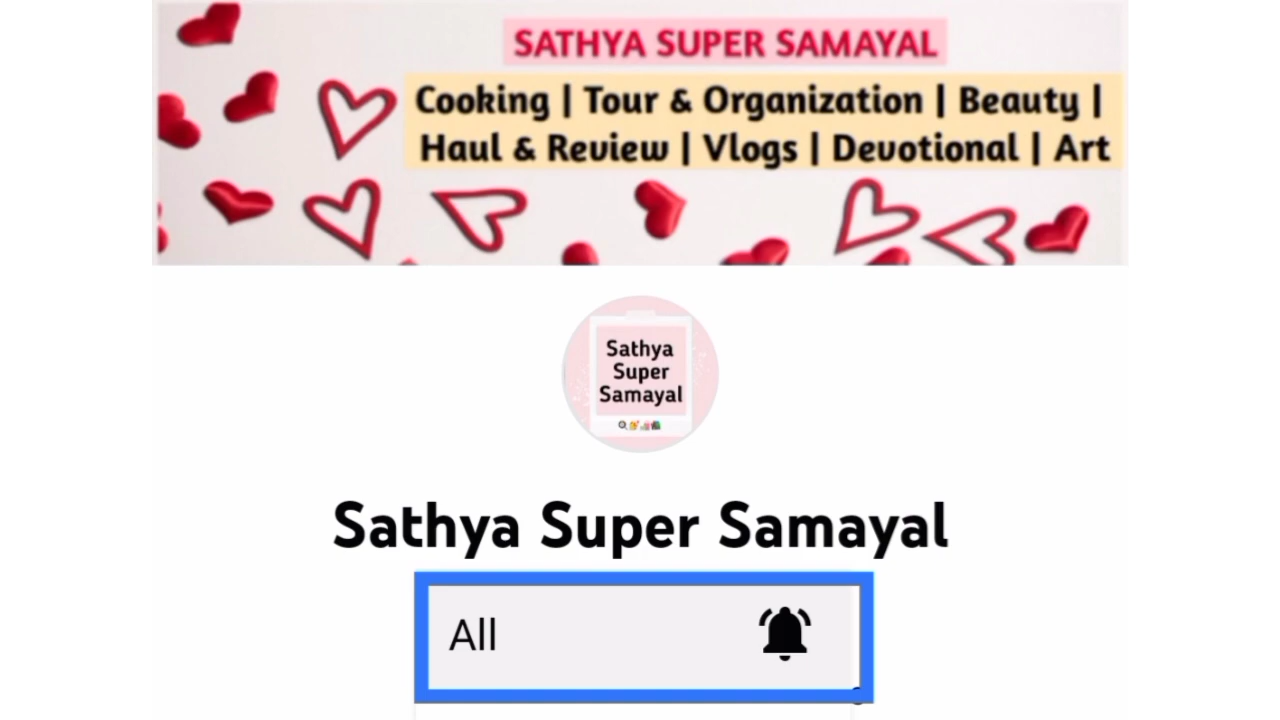 SATHYA SUPER SAMAYAL
Cooking | Tour & Organization | Beauty |
Haul & Review | Vlogs | Devotional | Art
Sathya
Super
Samayal
Sathya Super Samayal
All